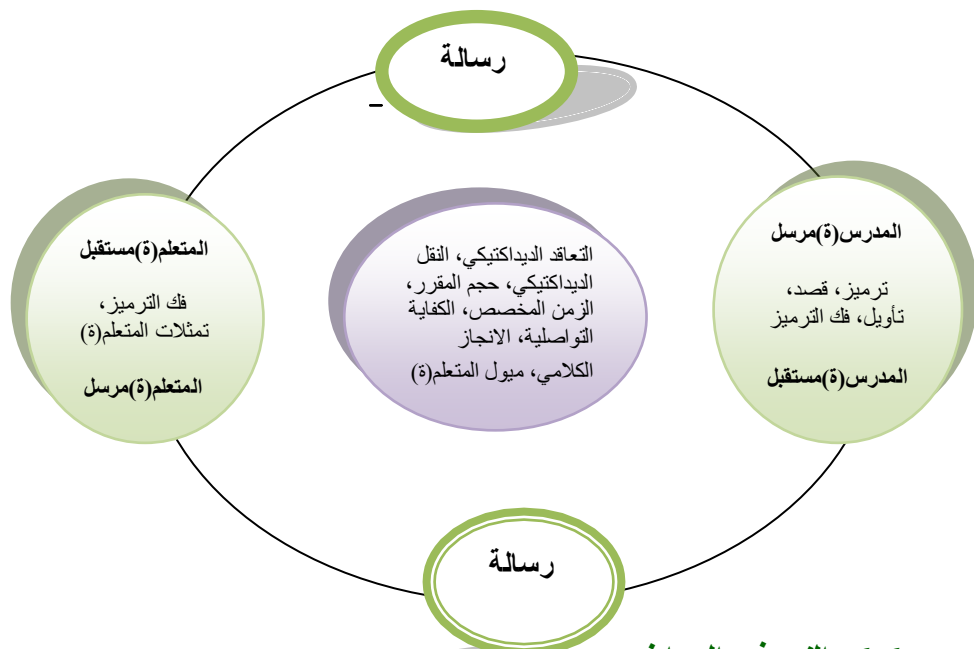 رسالة
المدرس(ة)مرسل
ترميز، قصد،
تأويل، فك الترميز
المدرس(ة)مستقبل
التعاقد الديداكتيكي، النقل
الديداكتيكي، حجم المقرر،
الزمن المخصص، الكفاية
التواصلية، الانجاز
الكلامي، ميول المتعلم(ة)
المتعلم(ة)مستقبل
فك الترميز،
تمثلات المتعلم(ة)
المتعلم(ة)مرسل
رسالة